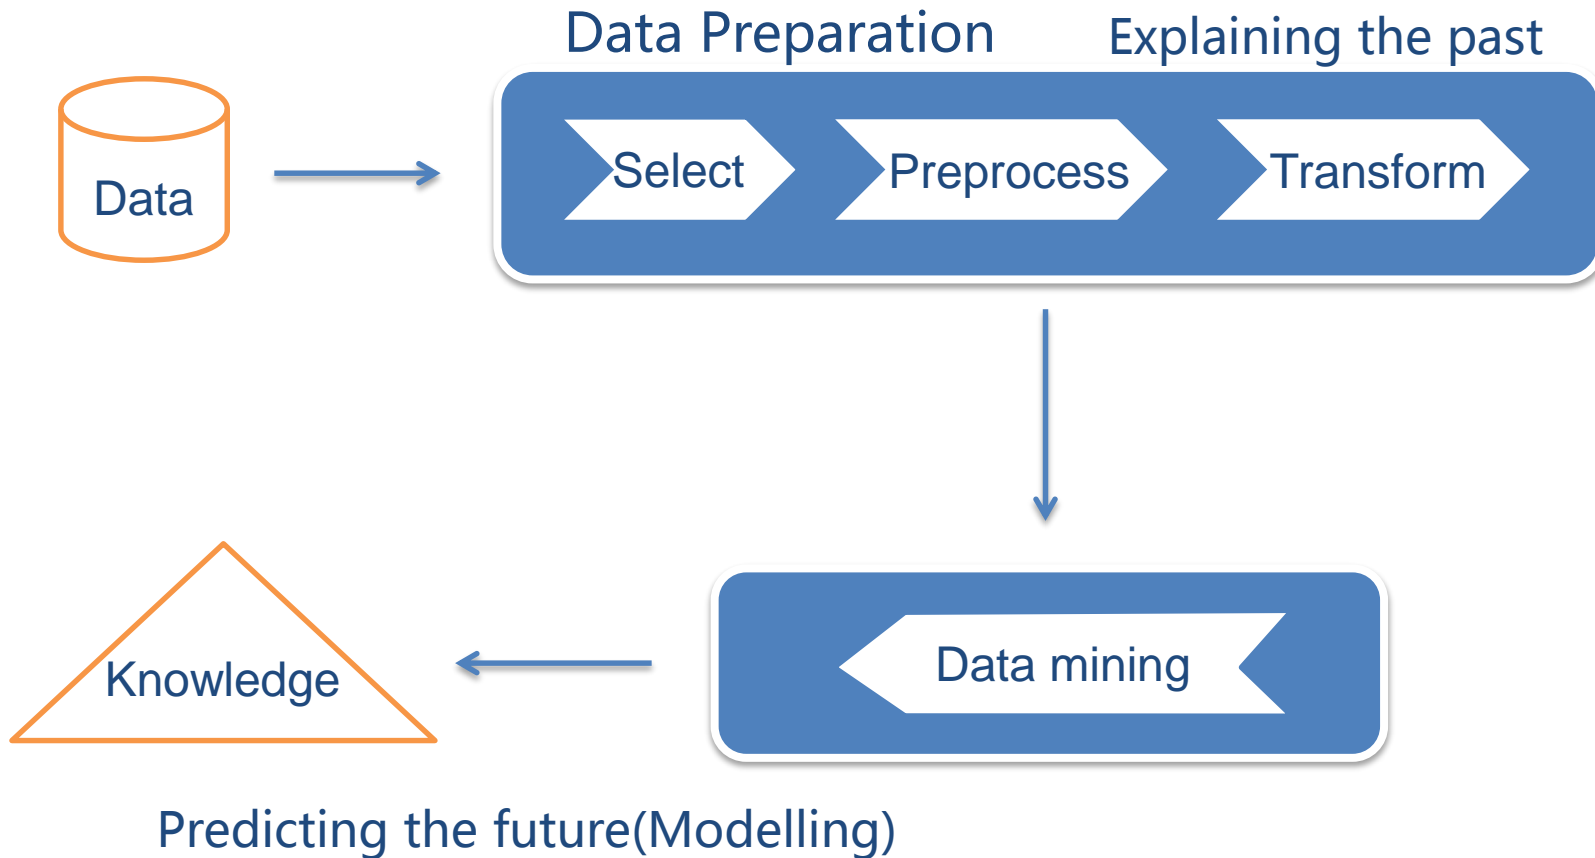 Data Preparation
Explaining the past
Data
Select
Preprocess
Transform
Knowledge
Data mining
Predicting the future(Modelling)